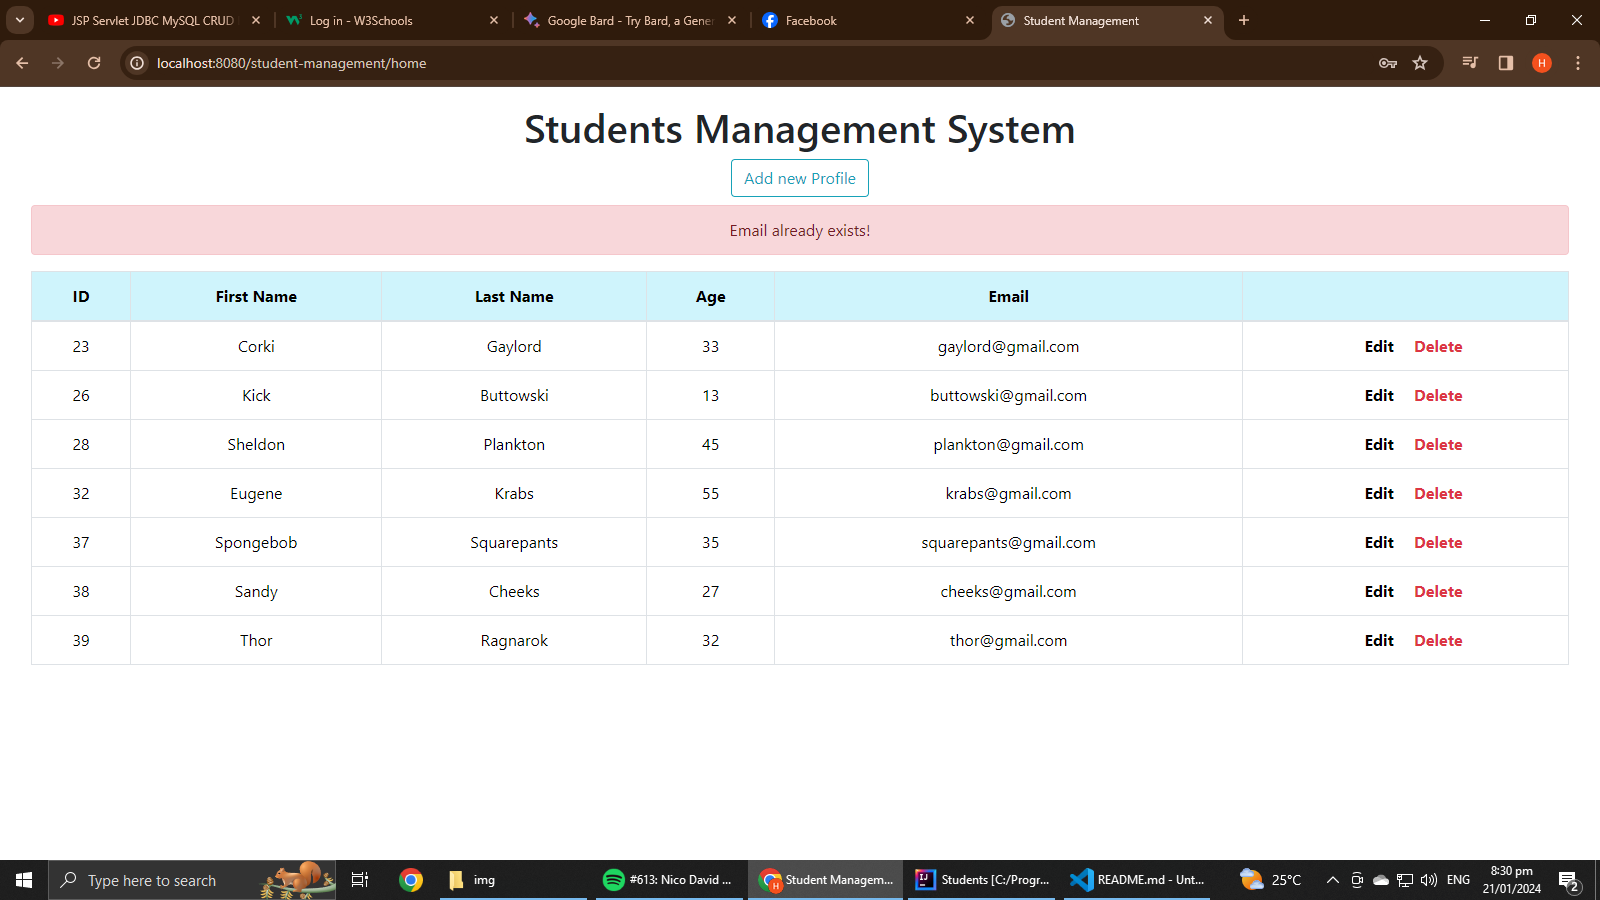 JSP Servlet JDBC MySQL CRUD
Log in - W3Schools
Google Bard - Try Bard, a Gener
Facebook
Student Management
localhost:8080/student-management/home
H
Students Management System
Add new Profile
Email already exists!
ID First Name Last Name Age Email
23 Corki Gaylord 33 gaylord@gmail.com Edit Delete
26 Kick Buttowski 13 buttowski@gmail.com Edit Delete
28 Sheldon Plankton 45 plankton@gmail.com Edit Delete
32 Eugene Krabs 55 krabs@gmail.com Edit Delete
37 Spongebob Squarepants 35 squarepants@gmail.com Edit Delete
38 Sandy Cheeks 27 cheeks@gmail.com Edit Delete
39 Thor Ragnarok 32 thor@gmail.com Edit Delete
Type here to search
img
#613: Nico David ...
H
Student Managem...
IJ
Students [C:/Progr...
README.md - Unt...
25°C
ENG
8:30 pm
21/01/2024
2